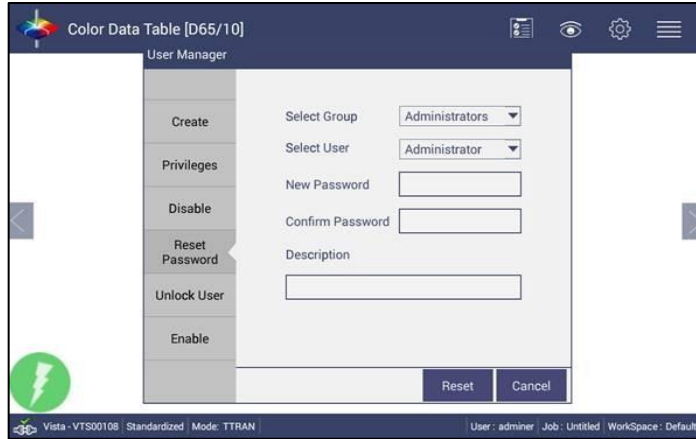 Color Data Table [D65/10]
User Manager
Create
Privileges
Disable
Reset
Password
Unlock User
Enable
Select Group Administrators
Select User Administrator
New Password
Confirm Password
Description
Reset Cancel
Vista - VTS00108 Standardized Mode: TTRAN User : adminer Job : Untitled WorkSpace : Default